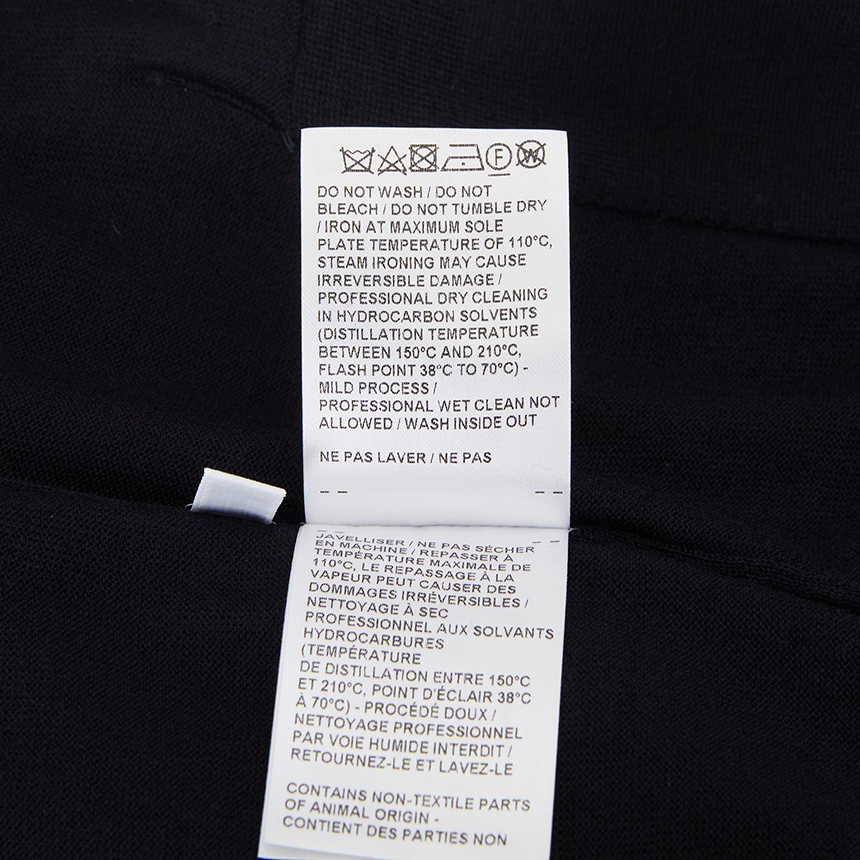 F W
DO NOT WASH / DO NOT
BLEACH / DO NOT TUMBLE DRY
/ IRON AT MAXIMUM SOLE
PLATE TEMPERATURE OF 110°C,
STEAM IRONING MAY CAUSE
IRREVERSIBLE DAMAGE /
PROFESSIONAL DRY CLEANING
IN HYDROCARBON SOLVENTS
(DISTILLATION TEMPERATURE
BETWEEN 150°C AND 210°C,
FLASH POINT 38°C TO 70°C) -
MILD PROCESS /
PROFESSIONAL WET CLEAN NOT
ALLOWED / WASH INSIDE OUT
NE PAS LAVER / NE PAS
JAVELLISER / NE PAS SÉCHER
EN MACHINE / REPASSER À
TEMPÉRATURE MAXIMALE DE
110°C, LE REPASSAGE À LA
VAPEUR PEUT CAUSER DES
DOMMAGES IRRÉVERSIBLES /
NETTOYAGE À SEC
PROFESSIONNEL AUX SOLVANTS
HYDROCARBURES
(TEMPÉRATURE
DE DISTILLATION ENTRE 150°C
ET 210°C, POINT D'ÉCLAIR 38°C
À 70°C) - PROCÉDÉ DOUX /
NETTOYAGE PROFESSIONNEL
PAR VOIE HUMIDE INTERDIT /
RETOURNEZ-LE ET LAVEZ-LE
CONTAINS NON-TEXTILE PARTS
OF ANIMAL ORIGIN -
CONTIENT DES PARTIES NON